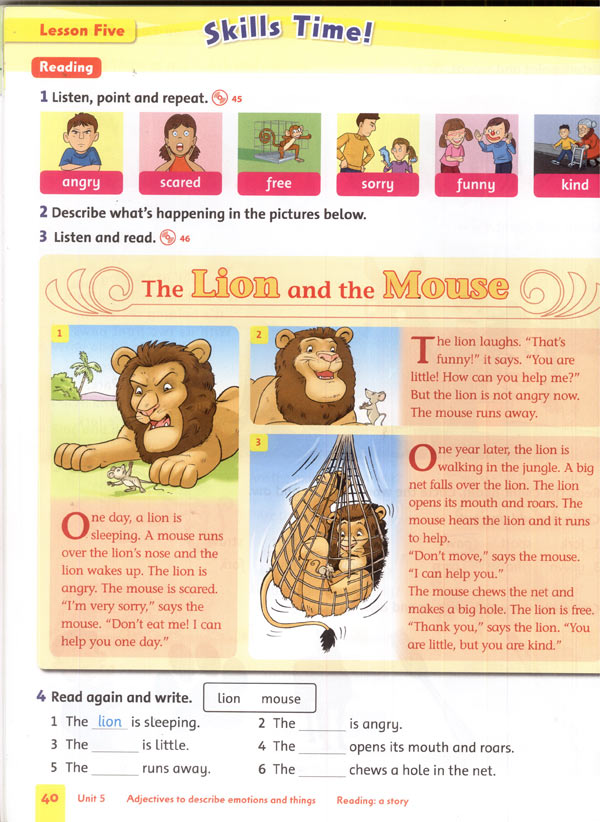 Lesson Five
Skills Time!
Reading
1 Listen, point and repeat. 45
angry
scared
free
sorry
funny
kind
2 Describe what's happening in the pictures below.
3 Listen and read. 46
The Lion and the Mouse
1
One day, a lion is
sleeping. A mouse runs
over the lion's nose and the
lion wakes up. The lion is
angry. The mouse is scared.
"I'm very sorry," says the
mouse. "Don't eat me! I can
help you one day."
2
The lion laughs. "That's
funny!" it says. "You are
little! How can you help me?"
But the lion is not angry now.
The mouse runs away.
3
One year later, the lion is
walking in the jungle. A big
net falls over the lion. The lion
opens its mouth and roars. The
mouse hears the lion and it runs
to help.
"Don't move," says the mouse.
"I can help you."
The mouse chews the net and
makes a big hole. The lion is free.
"Thank you," says the lion. "You
are little, but you are kind."
4 Read again and write. lion mouse
1 The lion is sleeping.
2 The ______ is angry.
3 The ______ is little.
4 The ______ opens its mouth and roars.
5 The ______ runs away.
6 The ______ chews a hole in the net.
40 Unit 5 Adjectives to describe emotions and things Reading: a story